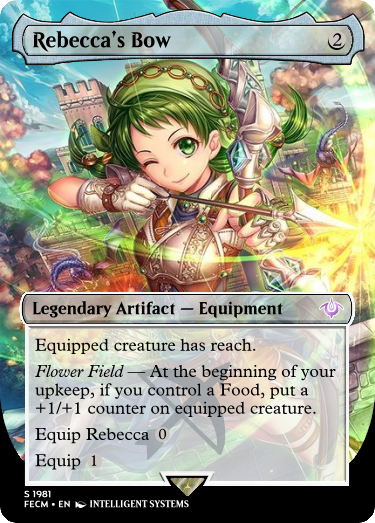 Rebecca's Bow 2
Legendary Artifact — Equipment
Equipped creature has reach.
Flower Field — At the beginning of your
upkeep, if you control a Food, put a
+1/+1 counter on equipped creature.
Equip Rebecca 0
Equip 1
S 1981
FECM • EN INTELLIGENT SYSTEMS